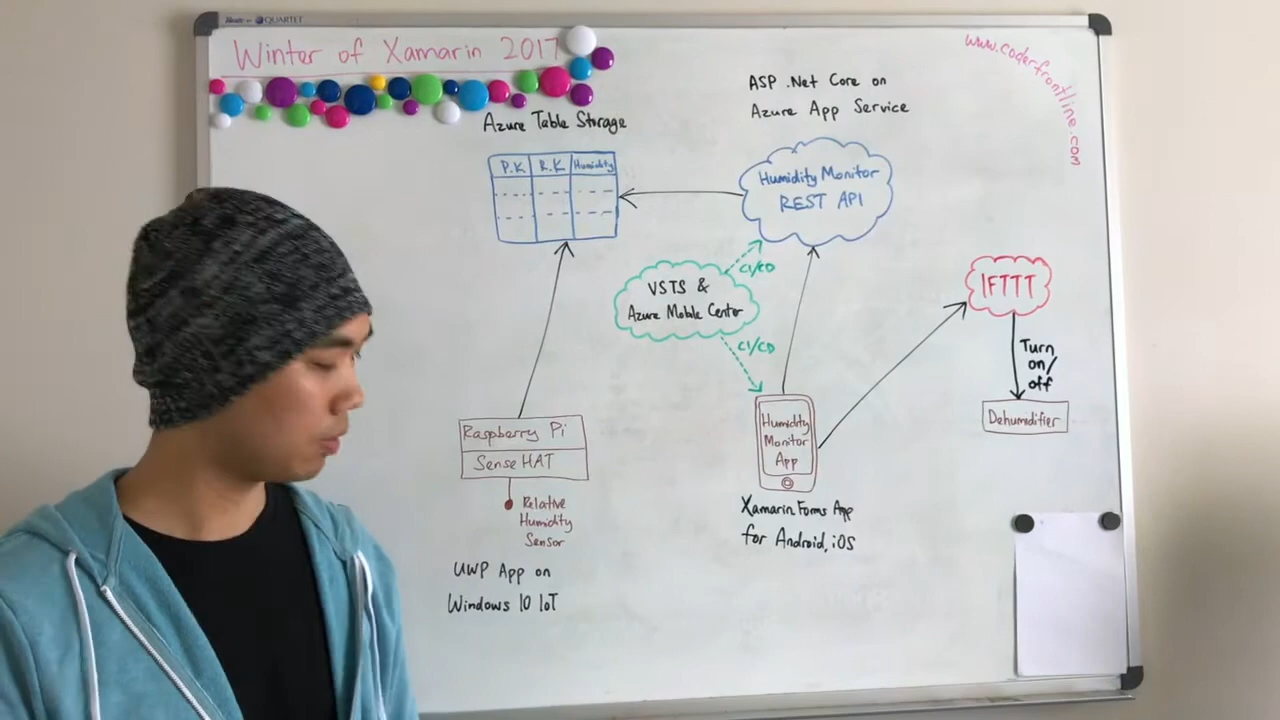 QUARTET
Winter of Xamarin 2017
www.coderfrontline.com
Azure Table Storage
P.K R.K Humidity
ASP .Net Core on
Azure App Service
Humidity Monitor
REST API
VSTS &
Azure Mobile Center
CI/CD
CI/CD
IFTTT
Turn
on/
off
Dehumidifier
Raspberry Pi
Sense HAT
Relative
Humidity
Sensor
UWP App on
Windows 10 IoT
Humidity
Monitor
App
Xamarin Forms App
for Android, iOS